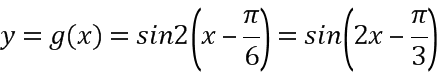 y = g(x) = sin2(x − π/6) = sin(2x − π/3)